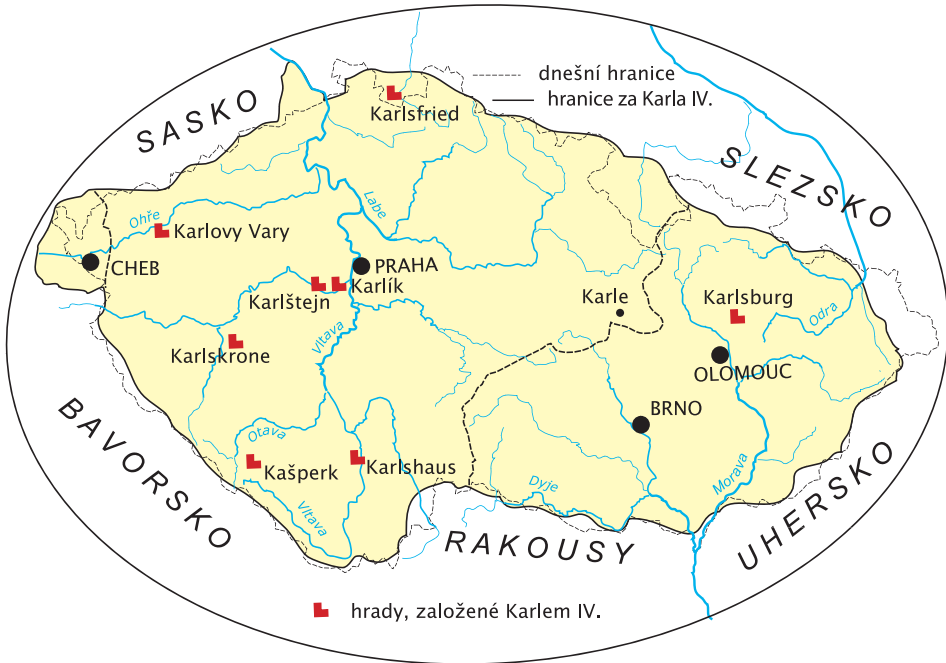 dnešní hranice
hranice za Karla IV.
SASKO
Karlsfried
SLEZSKO
Labe
Ohře
Karlovy Vary
CHEB
PRAHA
Karlštejn
Karlík
Karle
Karlsburg
Odra
Vltava
Karlskrone
OLOMOUC
BRNO
BAVORSKO
Otava
Kašperk
Karlshaus
Vltava
Dyje
Morava
RAKOUSY
UHERSKO
hrady, založené Karlem IV.